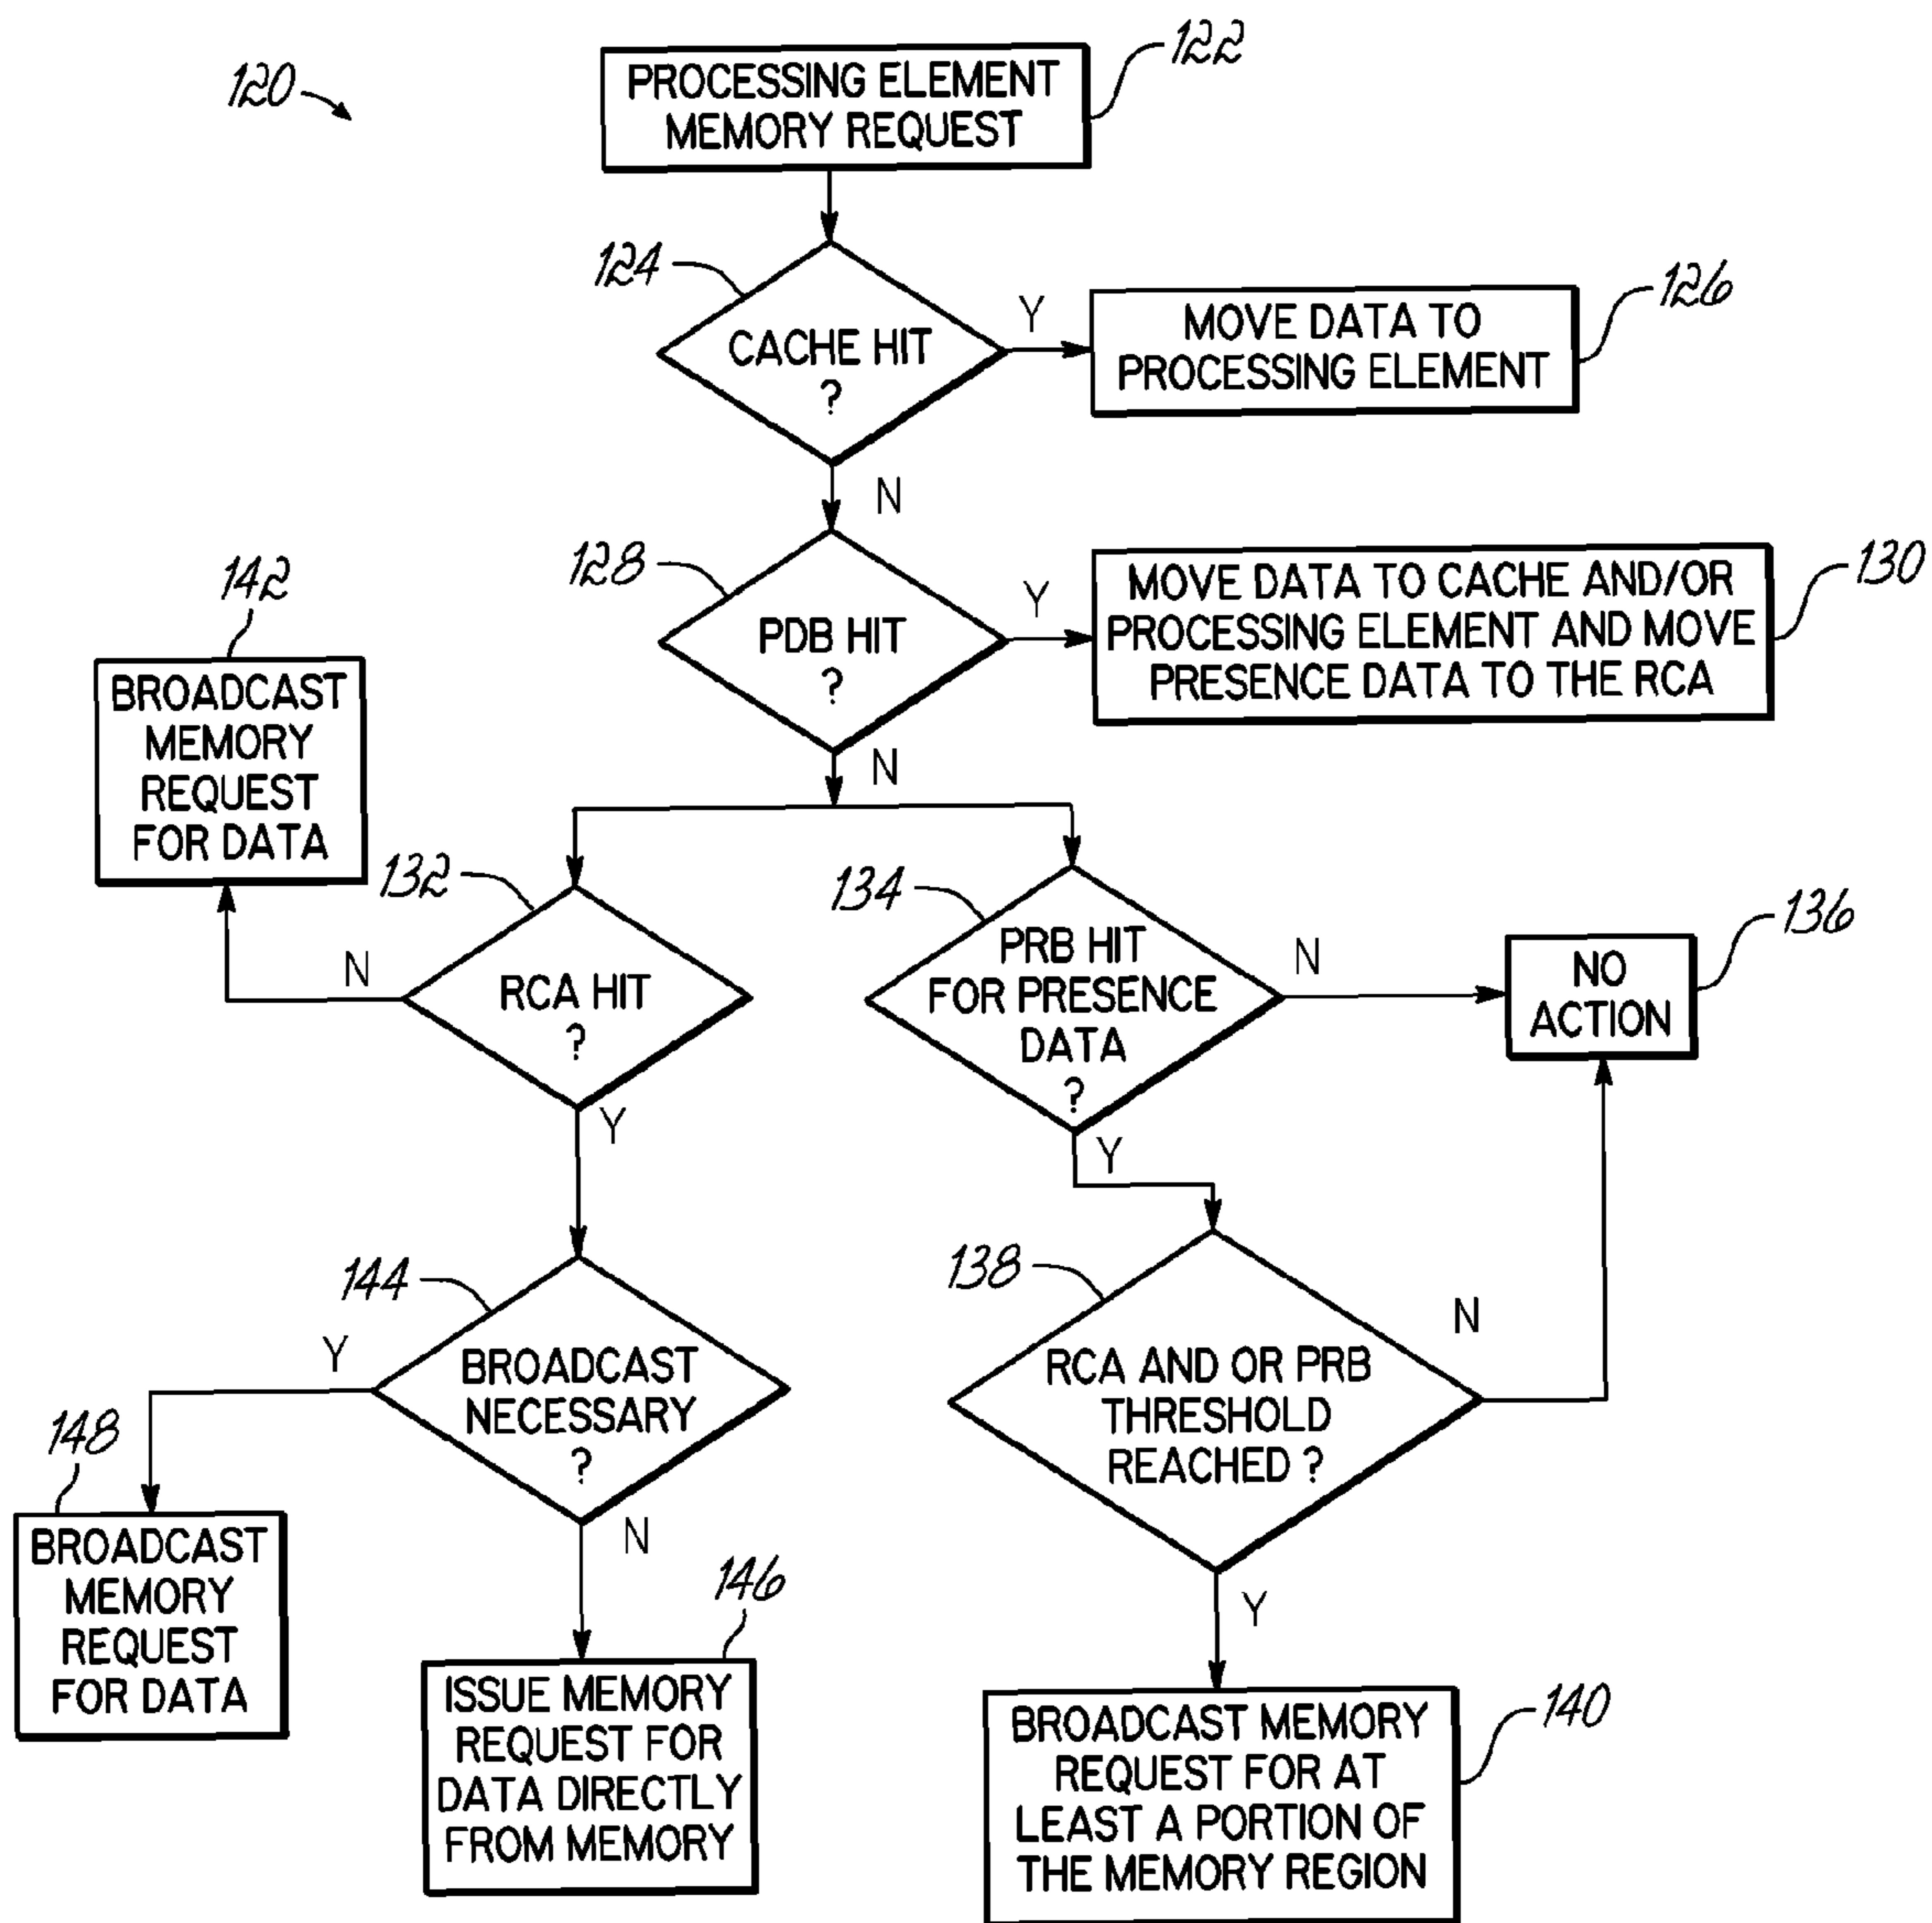 120
PROCESSING ELEMENT
MEMORY REQUEST
122
124
CACHE HIT
?
Y
MOVE DATA TO
PROCESSING ELEMENT
126
N
128
PDB HIT
?
Y
MOVE DATA TO CACHE AND/OR
PROCESSING ELEMENT AND MOVE
PRESENCE DATA TO THE RCA
130
N
142
BROADCAST
MEMORY
REQUEST
FOR DATA
132
N
RCA HIT
?
Y
134
PRB HIT
FOR PRESENCE
DATA
?
N
136
NO
ACTION
Y
144
Y
BROADCAST
NECESSARY
?
N
138
RCA AND OR PRB
THRESHOLD
REACHED ?
N
Y
148
BROADCAST
MEMORY
REQUEST
FOR DATA
146
ISSUE MEMORY
REQUEST FOR
DATA DIRECTLY
FROM MEMORY
140
BROADCAST MEMORY
REQUEST FOR AT
LEAST A PORTION OF
THE MEMORY REGION